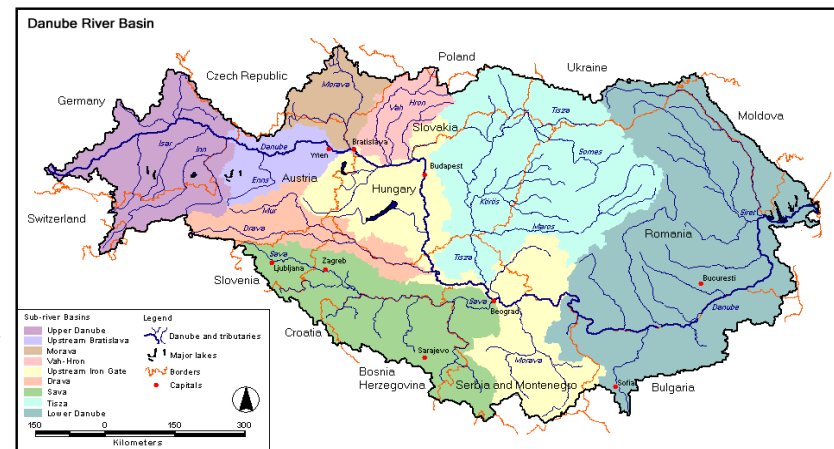 Danube River Basin
Poland
Czech Republic
Ukraine
Germany
Morava
Vah Hron
Tisza
Moldova
Slovakia
Isar
Inn
Danube
Bratislava
Somes
Enns
Austria
Budapest
Hungary
Switzerland
Mur
Körös
Maros
Siret
Drava
Romania
Sava
Zagreb
Tisza
Ljubljana
Slovenia
Bucuresti
Sava
Danube
Beograd
Croatia
Sarajevo
Morava
Bosnia
Herzegovina
Serbia and Montenegro
Sofia
Bulgaria
Sub-river Basins
Upper Danube
Upstream Bratislava
Morava
Vah-Hron
Upstream Iron Gate
Drava
Sava
Tisza
Lower Danube
Legend
Danube and tributaries
Major lakes
Borders
Capitals
150 0 150 300
Kilometers